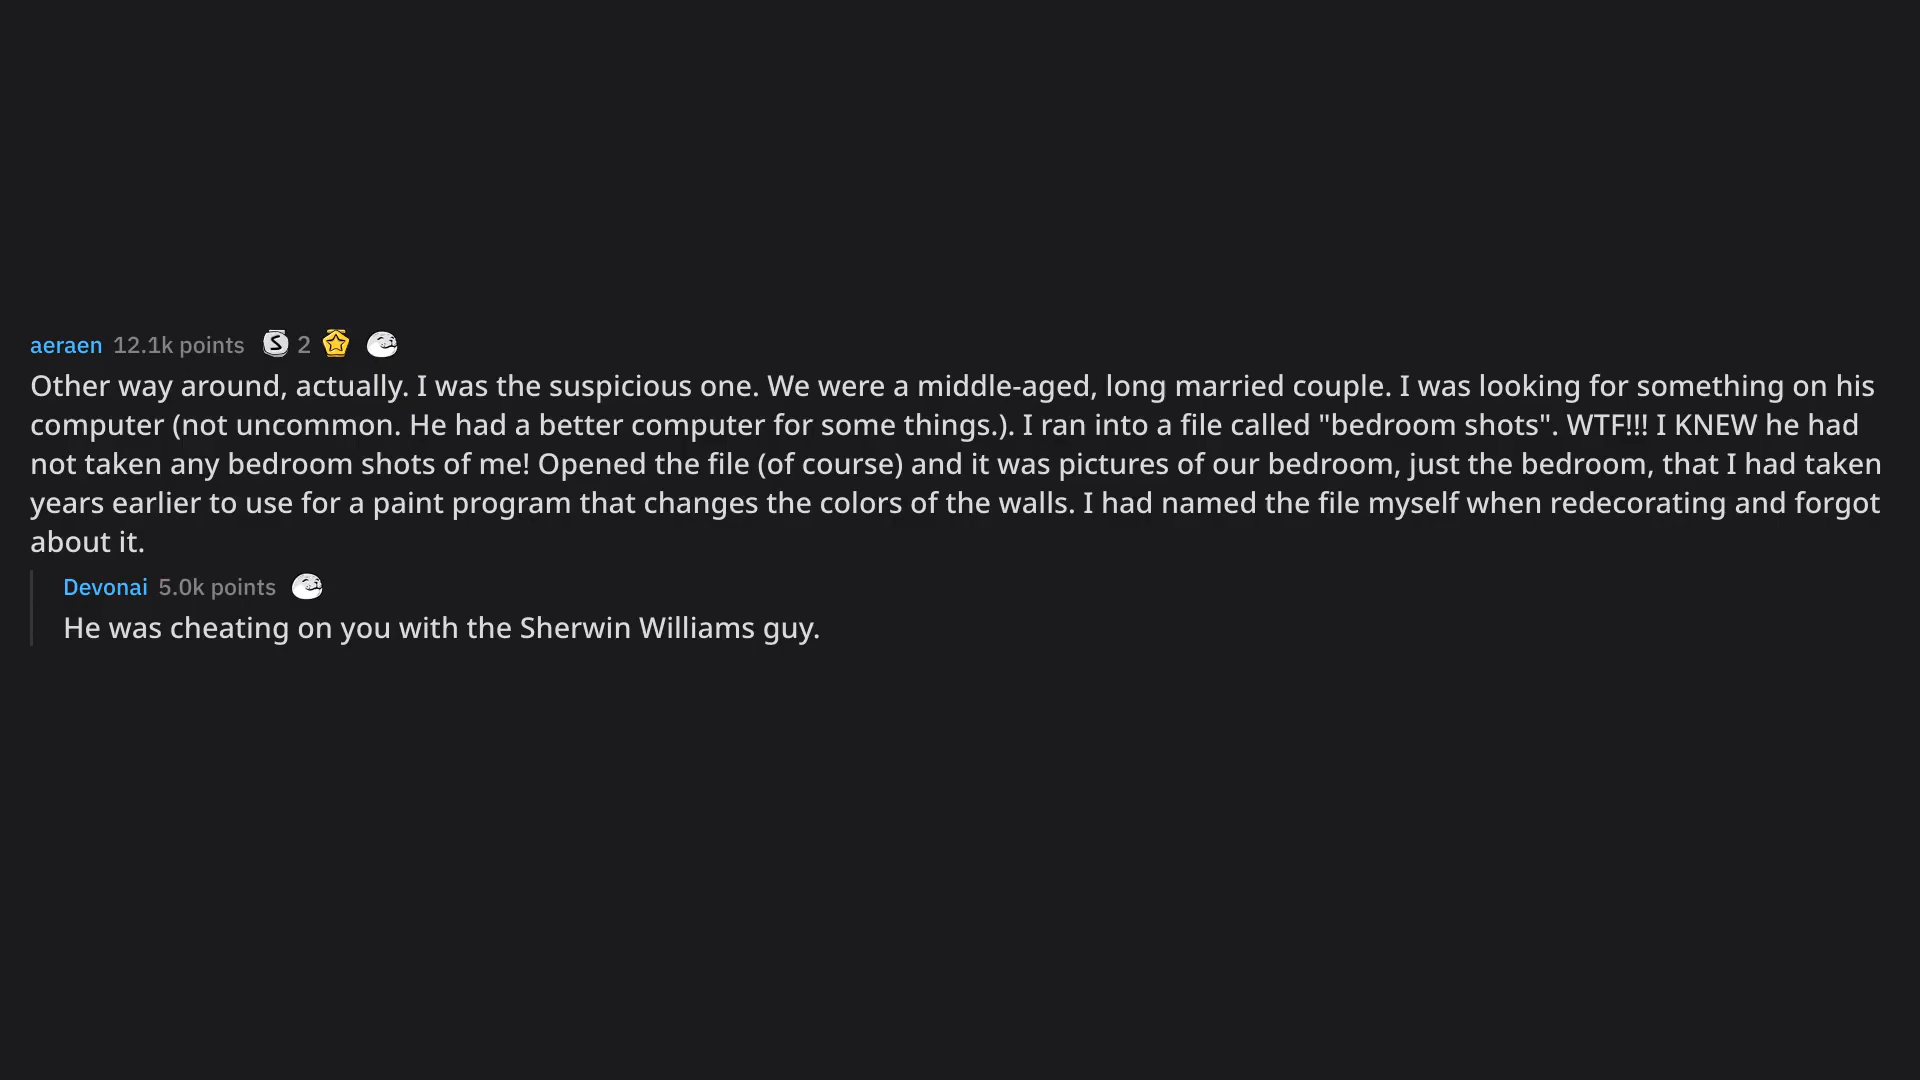 aeraen 12.1k points S 2
Other way around, actually. I was the suspicious one. We were a middle-aged, long married couple. I was looking for something on his
computer (not uncommon. He had a better computer for some things.). I ran into a file called "bedroom shots". WTF!!! I KNEW he had
not taken any bedroom shots of me! Opened the file (of course) and it was pictures of our bedroom, just the bedroom, that I had taken
years earlier to use for a paint program that changes the colors of the walls. I had named the file myself when redecorating and forgot
about it.
Devonai 5.0k points
He was cheating on you with the Sherwin Williams guy.